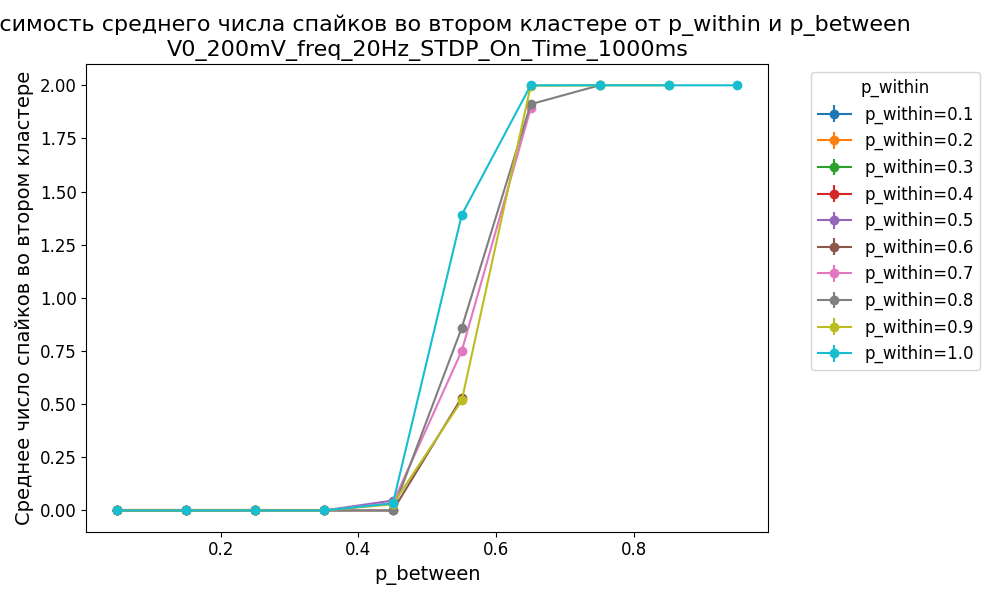 среднего числа спайков во втором кластере от p_within и p_between
V0_200mV_freq_20Hz_STDP_On_Time_1000ms
Среднее число спайков во втором кластере
2.00
1.75
1.50
1.25
1.00
0.75
0.50
0.25
0.00
0.2
0.4
0.6
0.8
p_between
p_within
p_within=0.1
p_within=0.2
p_within=0.3
p_within=0.4
p_within=0.5
p_within=0.6
p_within=0.7
p_within=0.8
p_within=0.9
p_within=1.0